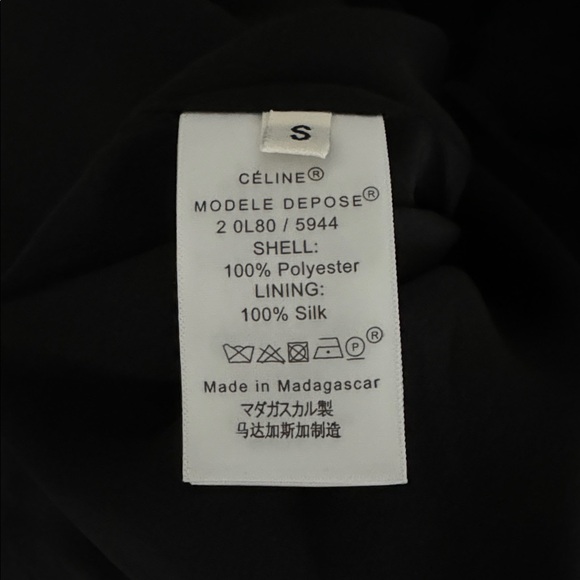 S
CÉLINE®
MODELE DEPOSE®
2 0L80 / 5944
SHELL:
100% Polyester
LINING:
100% Silk
P ®
Made in Madagascar
マダガスカル製
马达加斯加制造